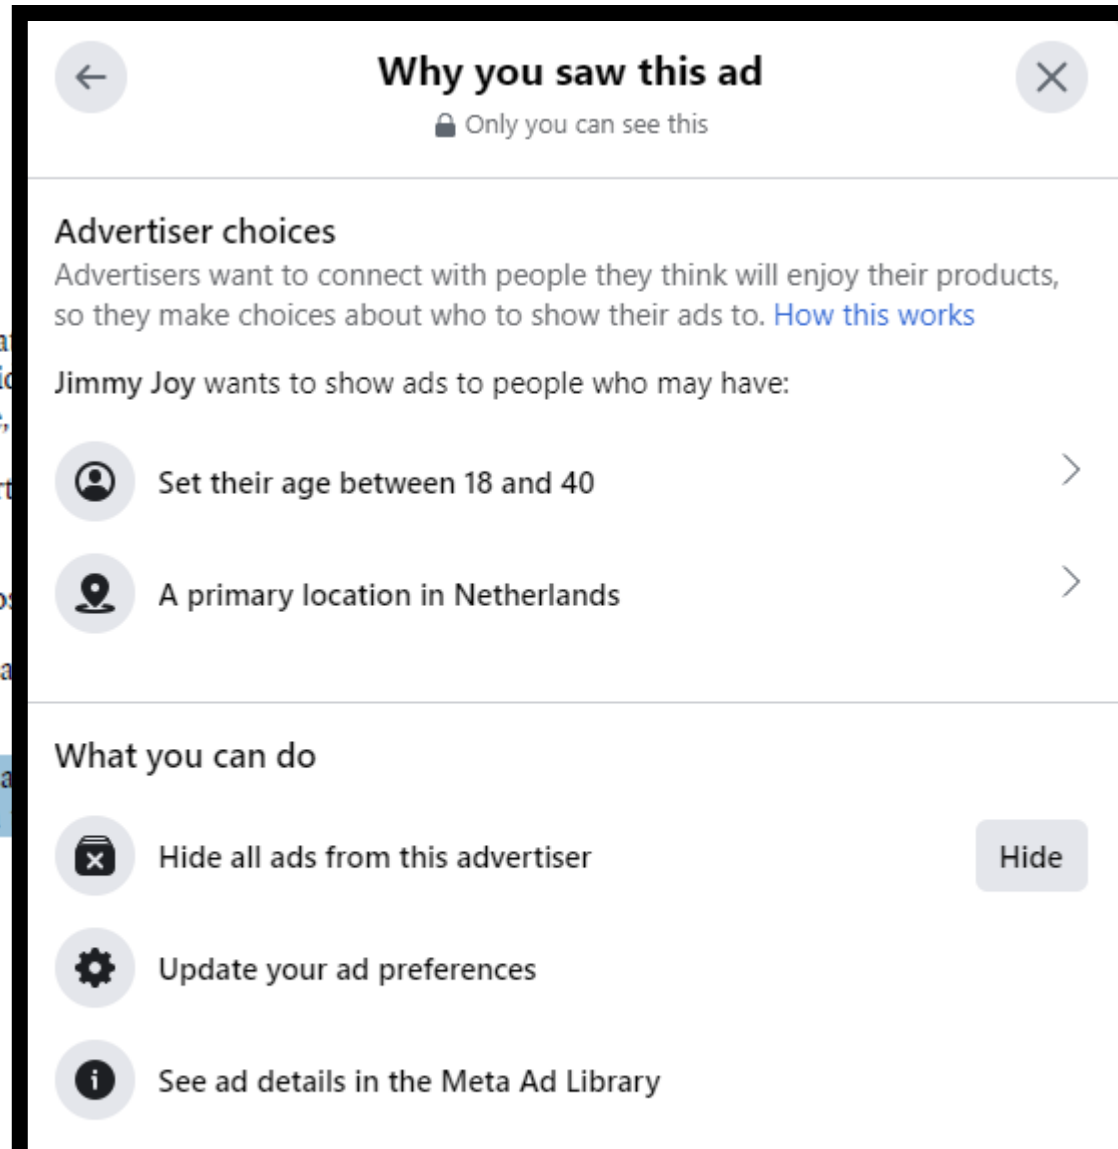 Why you saw this ad
Only you can see this
Advertiser choices
Advertisers want to connect with people they think will enjoy their products,
so they make choices about who to show their ads to. How this works
Jimmy Joy wants to show ads to people who may have:
Set their age between 18 and 40
A primary location in Netherlands
What you can do
Hide all ads from this advertiser
Hide
Update your ad preferences
See ad details in the Meta Ad Library